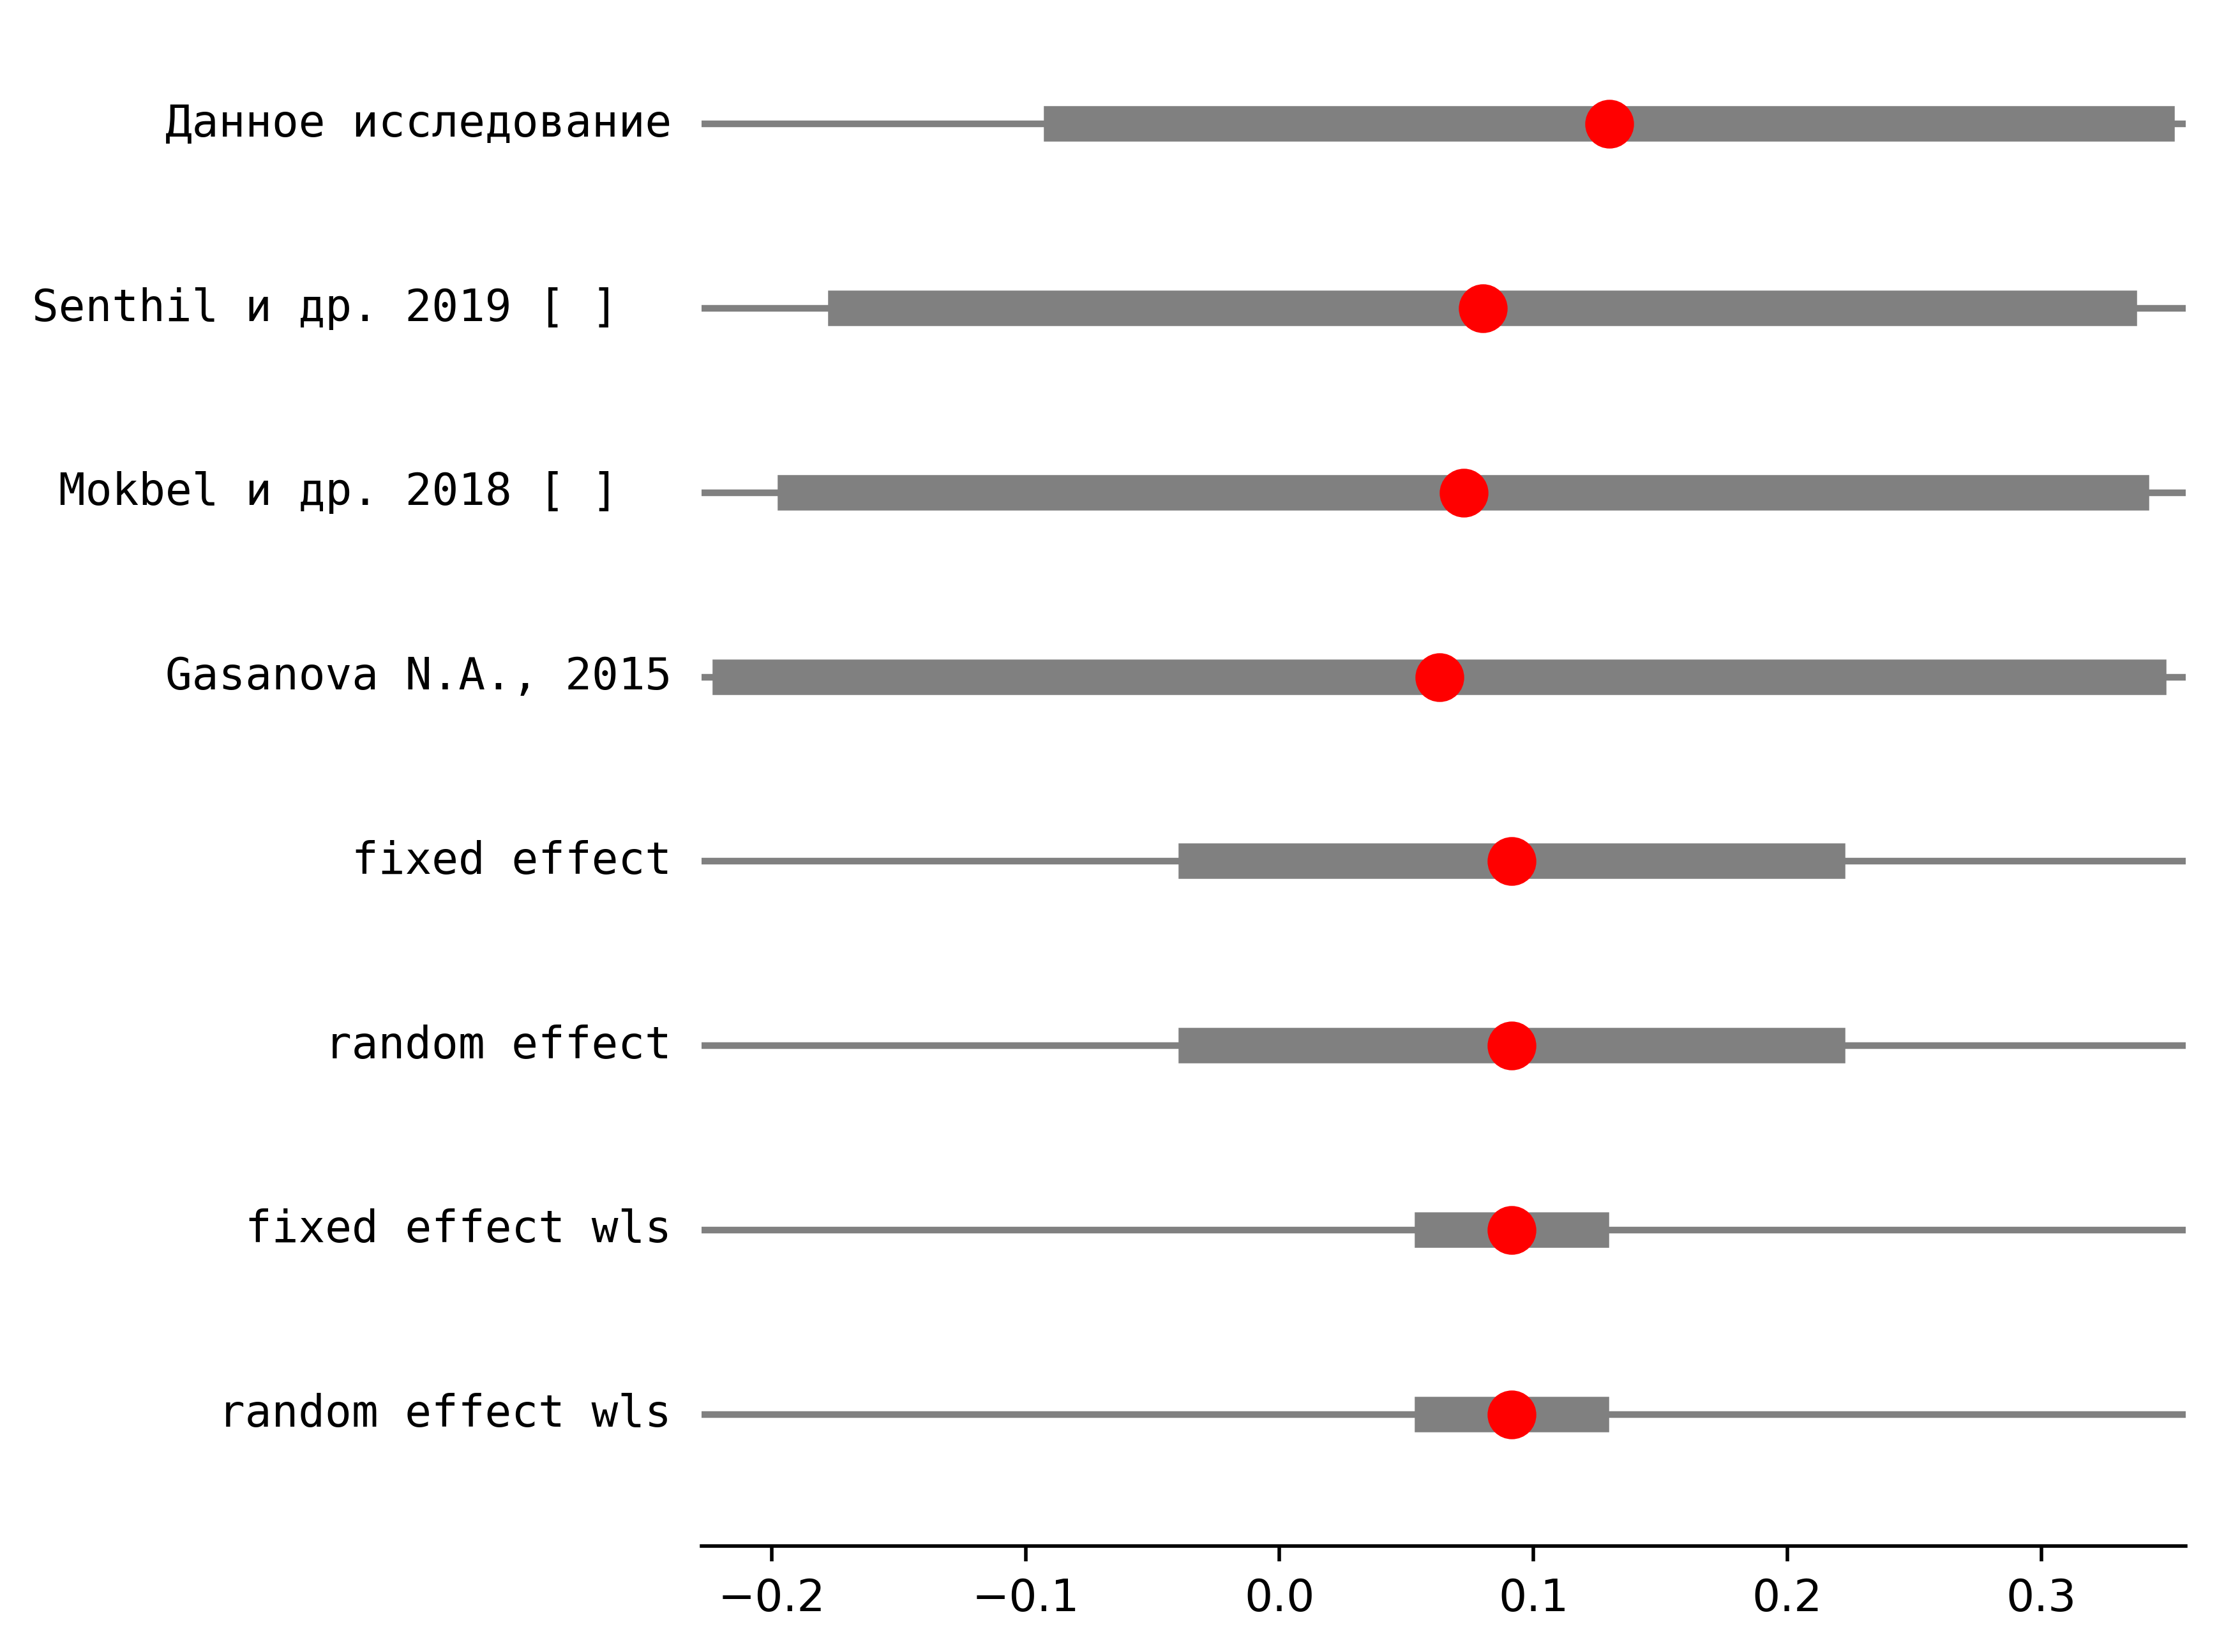 Данное исследование
Senthil и др. 2019 [ ]
Mokbel и др. 2018 [ ]
Gasanova N.A., 2015
fixed effect
random effect
fixed effect wls
random effect wls
−0.2 −0.1 0.0 0.1 0.2 0.3